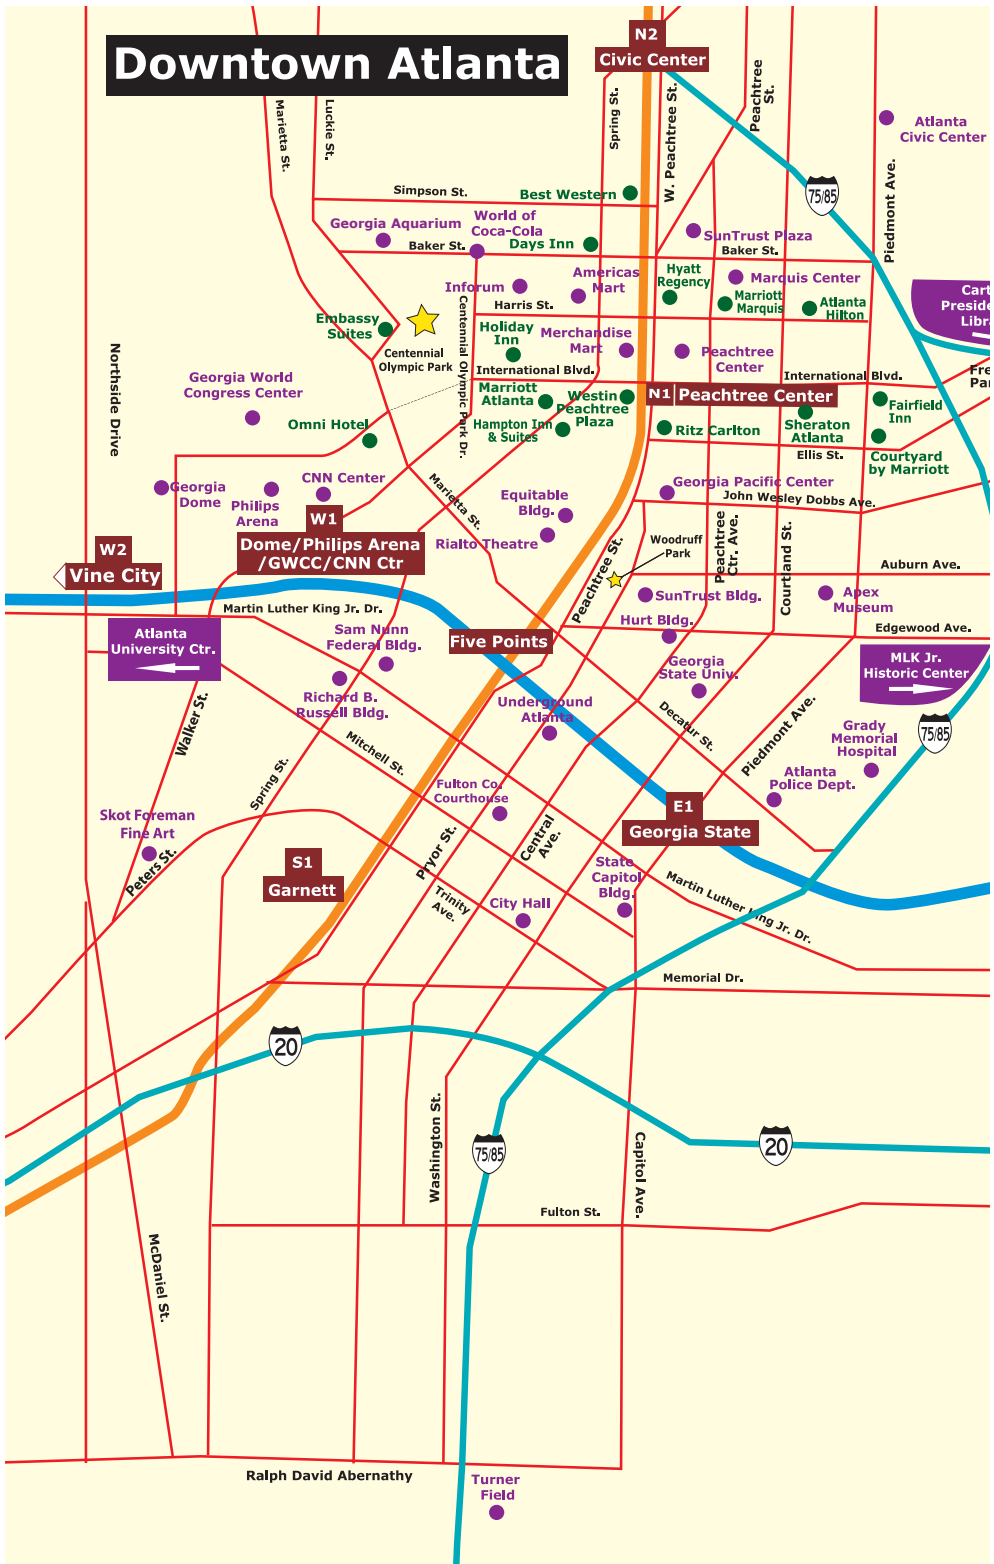 Downtown Atlanta
N2
Civic Center
Marietta St.
Luckie St.
Spring St.
W. Peachtree St.
Peachtree
St.
Atlanta
Civic Center
Piedmont Ave.
75/85
Simpson St.
Best Western
Georgia Aquarium
World of
Coca-Cola
Baker St.
Days Inn
SunTrust Plaza
Baker St.
Inforum
Americas
Mart
Hyatt
Regency
Marquis Center
Marriott
Marquis
Atlanta
Hilton
Harris St.
Embassy
Suites
Centennial
Olympic Park
Centennial Olympic Park Dr.
Holiday
Inn
Merchandise
Mart
Peachtree
Center
International Blvd.
International Blvd.
Northside Drive
Georgia World
Congress Center
Marriott
Atlanta
Westin
Peachtree
Plaza
N1
Peachtree Center
Fairfield
Inn
Omni Hotel
Hampton Inn
& Suites
Ritz Carlton
Sheraton
Atlanta
Ellis St.
Courtyard
by Marriott
Georgia
Dome
Philips
Arena
CNN Center
Marietta St.
Equitable
Bldg.
Rialto Theatre
Georgia Pacific Center
John Wesley Dobbs Ave.
W1
Dome/Philips Arena
/GWCC/CNN Ctr
W2
Vine City
Peachtree St.
Woodruff
Park
Peachtree
Ctr. Ave.
Courtland St.
Auburn Ave.
SunTrust Bldg.
Apex
Museum
Martin Luther King Jr. Dr.
Hurt Bldg.
Edgewood Ave.
Atlanta
University Ctr.
Sam Nunn
Federal Bldg.
Five Points
MLK Jr.
Historic Center
Georgia
State Univ.
Richard B.
Russell Bldg.
Underground
Atlanta
Walker St.
Decatur St.
Piedmont Ave.
75/85
Mitchell St.
Spring St.
Grady
Memorial
Hospital
Atlanta
Police Dept.
Fulton Co.
Courthouse
E1
Georgia State
Skot Foreman
Fine Art
Peters St.
S1
Garnett
Pryor St.
Central
Ave.
State
Capitol
Bldg.
Trinity
Ave.
City Hall
Martin Luther King Jr. Dr.
Memorial Dr.
20
75/85
20
Washington St.
Capitol Ave.
Fulton St.
McDaniel St.
Ralph David Abernathy
Turner
Field